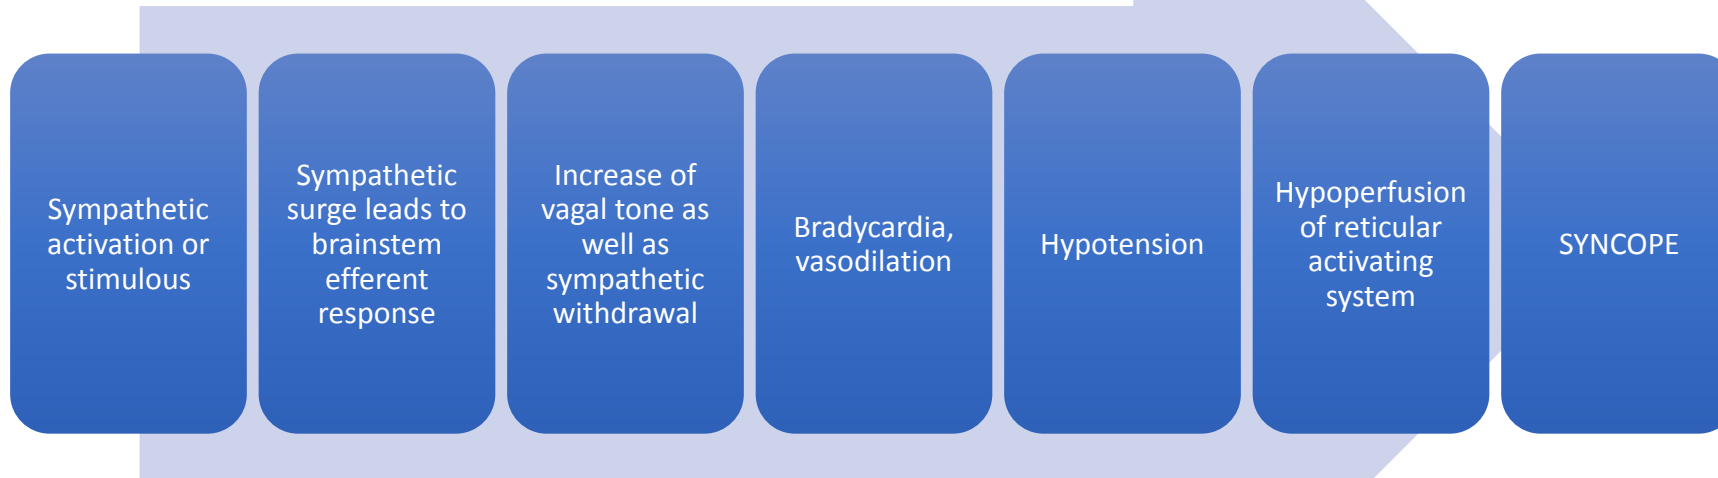 Sympathetic
activation or
stimulous
Sympathetic
surge leads to
brainstem
efferent
response
Increase of
vagal tone as
well as
sympathetic
withdrawal
Bradycardia,
vasodilation
Hypotension
Hypoperfusion
of reticular
activating
system
SYNCOPE